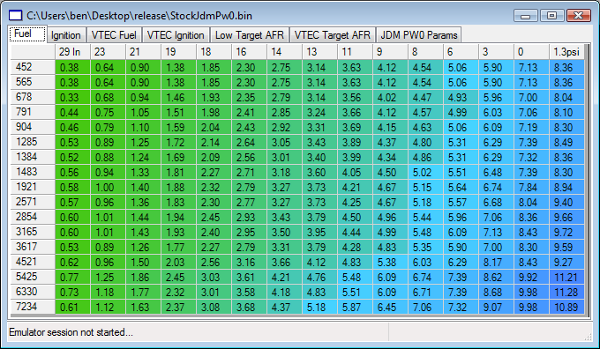 C:\Users\ben\Desktop\release\StockJdmPw0.bin
Fuel Ignition VTEC Fuel VTEC Ignition Low Target AFR VTEC Target AFR JDM PW0 Params
29 In 23 21 19 18 16 14 13 11 9 8 6 3 0 1.3psi
452 0.38 0.64 0.90 1.38 1.85 2.30 2.75 3.14 3.63 4.12 4.54 5.06 5.90 7.13 8.36
565 0.38 0.64 0.90 1.38 1.85 2.30 2.75 3.14 3.63 4.12 4.54 5.06 5.90 7.13 8.36
678 0.33 0.68 0.94 1.46 1.93 2.35 2.79 3.14 3.56 4.02 4.47 4.93 5.96 7.00 8.04
791 0.44 0.75 1.05 1.51 1.98 2.41 2.85 3.24 3.66 4.12 4.57 4.99 6.03 7.06 8.10
904 0.46 0.79 1.10 1.59 2.04 2.43 2.92 3.31 3.69 4.15 4.63 5.06 6.09 7.19 8.30
1285 0.53 0.89 1.25 1.72 2.14 2.64 3.05 3.43 3.89 4.37 4.80 5.31 6.29 7.39 8.49
1384 0.52 0.88 1.24 1.69 2.09 2.56 3.01 3.40 3.99 4.34 4.86 5.31 6.29 7.32 8.36
1483 0.56 0.94 1.33 1.81 2.27 2.71 3.18 3.60 4.05 4.50 5.02 5.51 6.48 7.39 8.30
1921 0.58 1.00 1.40 1.88 2.32 2.79 3.27 3.73 4.21 4.67 5.15 5.64 6.74 7.84 8.94
2571 0.57 0.96 1.36 1.83 2.30 2.77 3.27 3.73 4.25 4.67 5.18 5.57 6.68 8.04 9.40
2854 0.60 1.01 1.44 1.94 2.45 2.93 3.43 3.79 4.50 4.96 5.44 5.96 7.06 8.36 9.66
3165 0.60 1.01 1.43 1.93 2.40 2.95 3.50 3.95 4.44 4.99 5.48 6.09 7.13 8.43 9.72
3617 0.53 0.89 1.26 1.77 2.27 2.79 3.31 3.79 4.28 4.83 5.35 5.90 7.00 8.30 9.59
4521 0.62 0.96 1.50 2.03 2.56 3.16 3.66 4.12 4.83 5.38 6.03 6.29 8.17 8.43 9.27
5425 0.77 1.25 1.86 2.45 3.03 3.61 4.21 4.76 5.48 6.09 6.74 7.39 8.62 9.92 11.21
6330 0.73 1.18 1.77 2.32 3.01 3.58 4.18 4.83 5.51 6.09 6.71 7.39 8.68 9.98 11.28
7234 0.61 1.12 1.63 2.37 3.08 3.68 4.37 5.18 5.87 6.45 7.06 7.32 9.07 9.98 10.89
Emulator session not started...